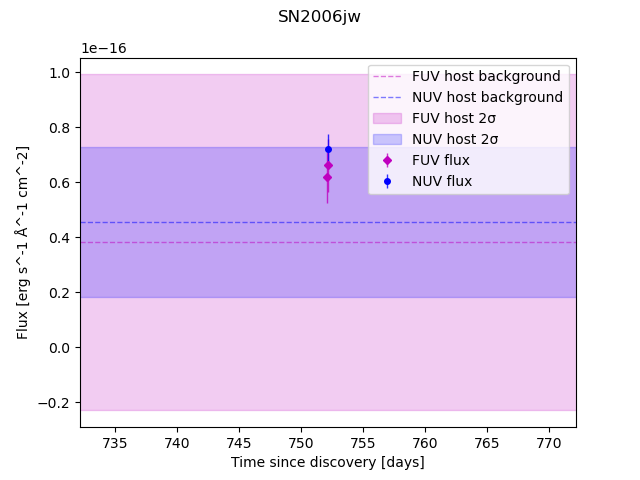 SN2006jw
1e−16
FUV host background
NUV host background
FUV host 2σ
NUV host 2σ
FUV flux
NUV flux
1.0
0.8
0.6
0.4
0.2
0.0
−0.2
Flux [erg s^-1 Å^-1 cm^-2]
735 740 745 750 755 760 765 770
Time since discovery [days]